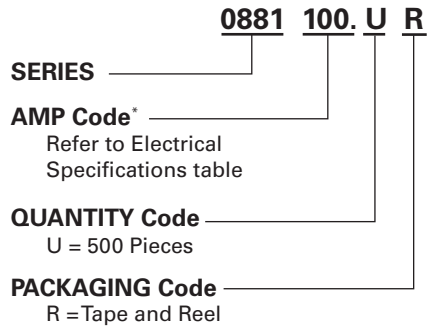 0881 100. U R
SERIES
AMP Code*
Refer to Electrical
Specifications table
QUANTITY Code
U = 500 Pieces
PACKAGING Code
R = Tape and Reel